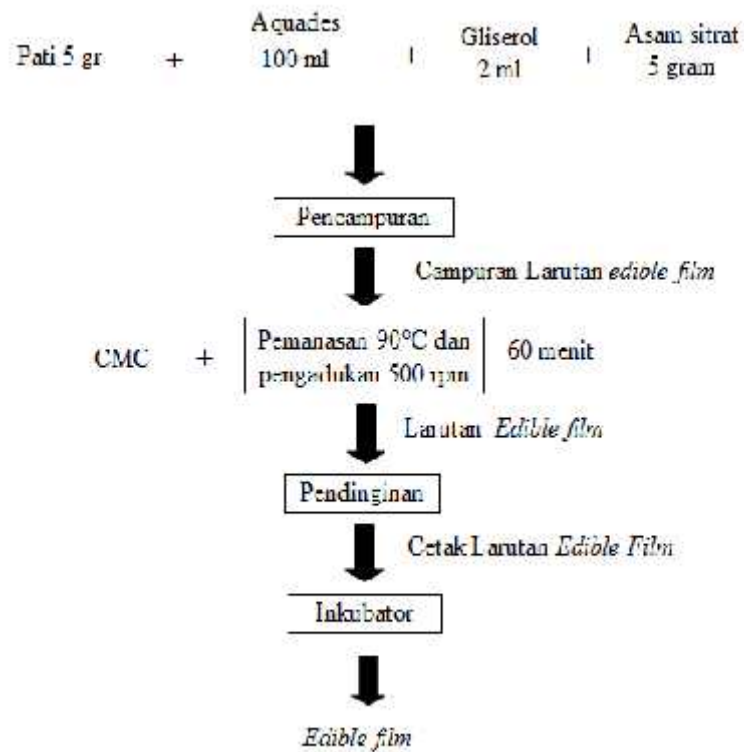 Pati 5 gr + Aquades 100 ml + Gliserol 2 ml + Asam sitrat 5 gram
Pencampuran
Campuran Larutan edible film
CMC + Pemanasan 90°C dan
pengadukan 500 rpm
60 menit
Larutan Edible film
Pendinginan
Cetak Larutan Edible Film
Inkubator
Edible film